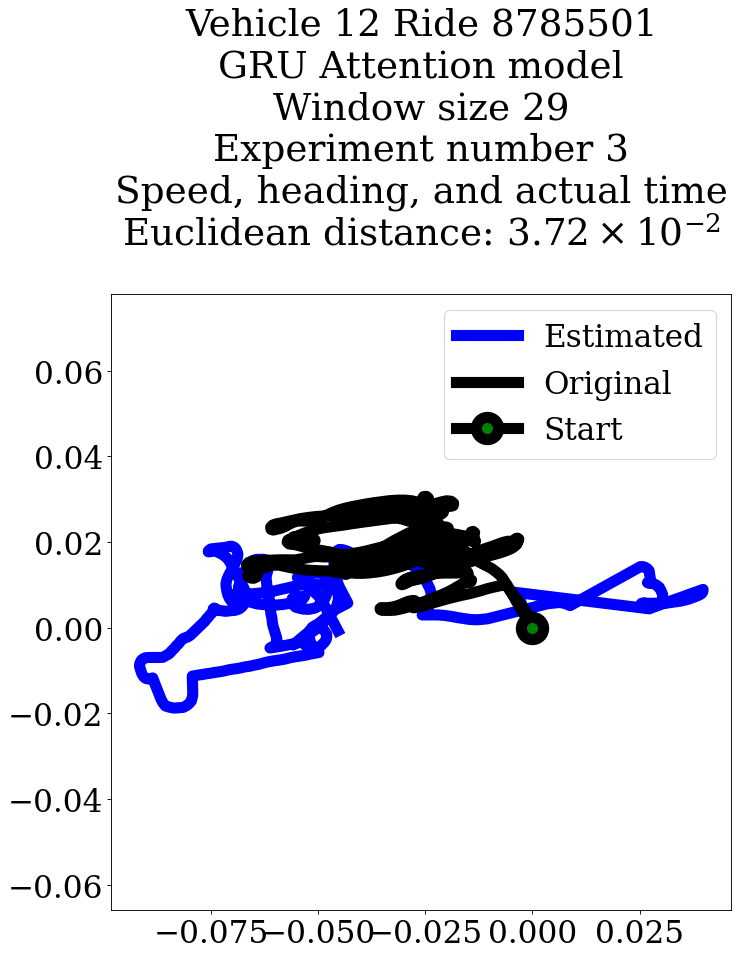 Vehicle 12 Ride 8785501
GRU Attention model
Window size 29
Experiment number 3
Speed, heading, and actual time
Euclidean distance: 3.72 × 10⁻²
Estimated
Original
Start
0.06
0.04
0.02
0.00
−0.02
−0.04
−0.06
−0.075 −0.050 −0.025 0.000 0.025